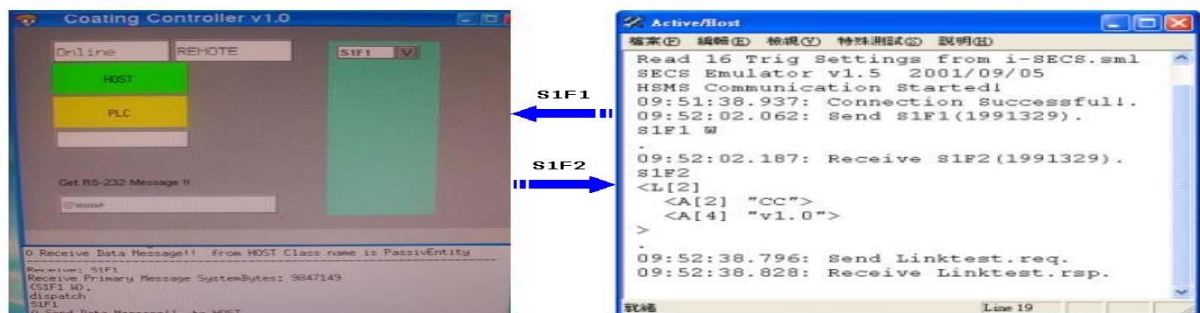 Coating Controller v1.0
Online REMOTE S1F1 V
HOST
PLC
Get RS-232 Message !!
O Receive Data Message!! from HOST Class name is PassivEntity
Receive: S1F1
Receive Primary Message SystemBytes: 9847149
(S1F1 W).
dispatch
S1F1
O Send Data Message!! to HOST
S1F1
S1F2
Active/Host
檔案(F) 編輯(E) 檢視(V) 特殊測試(S) 說明(H)
Read 16 Trig Settings from i-SECS.sml
SECS Emulator v1.5 2001/09/05
HSMS Communication Started!
09:51:38.937: Connection Successful!.
09:52:02.062: Send S1F1(1991329).
S1F1 W
.
09:52:02.187: Receive S1F2(1991329).
S1F2
<L[2]
<A[2] "CC">
<A[4] "v1.0">
>
.
09:52:38.796: Send Linktest.req.
09:52:38.828: Receive Linktest.rsp.
就緒 Line 19